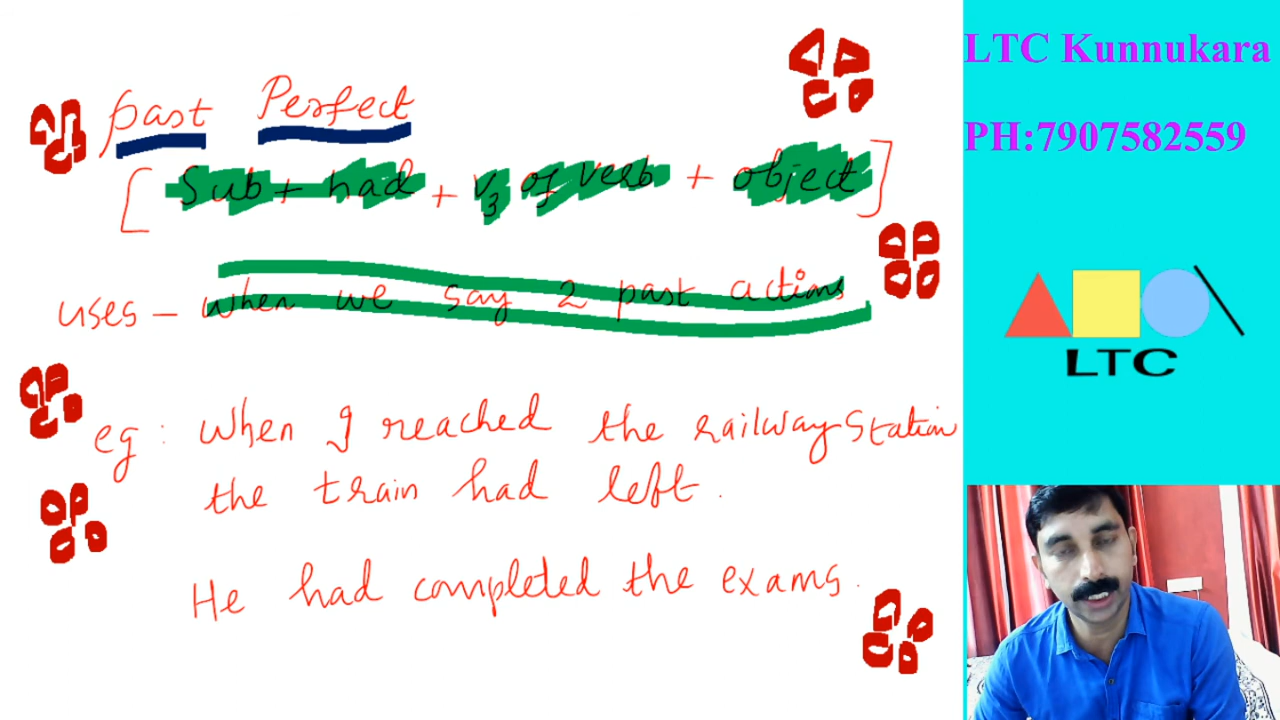 past Perfect
[ Sub + had + V3 of verb + object ]
uses - when we say 2 past actions
eg : when I reached the railway station
the train had left .
He had completed the exams .
LTC Kunnukara
PH:7907582559
LTC